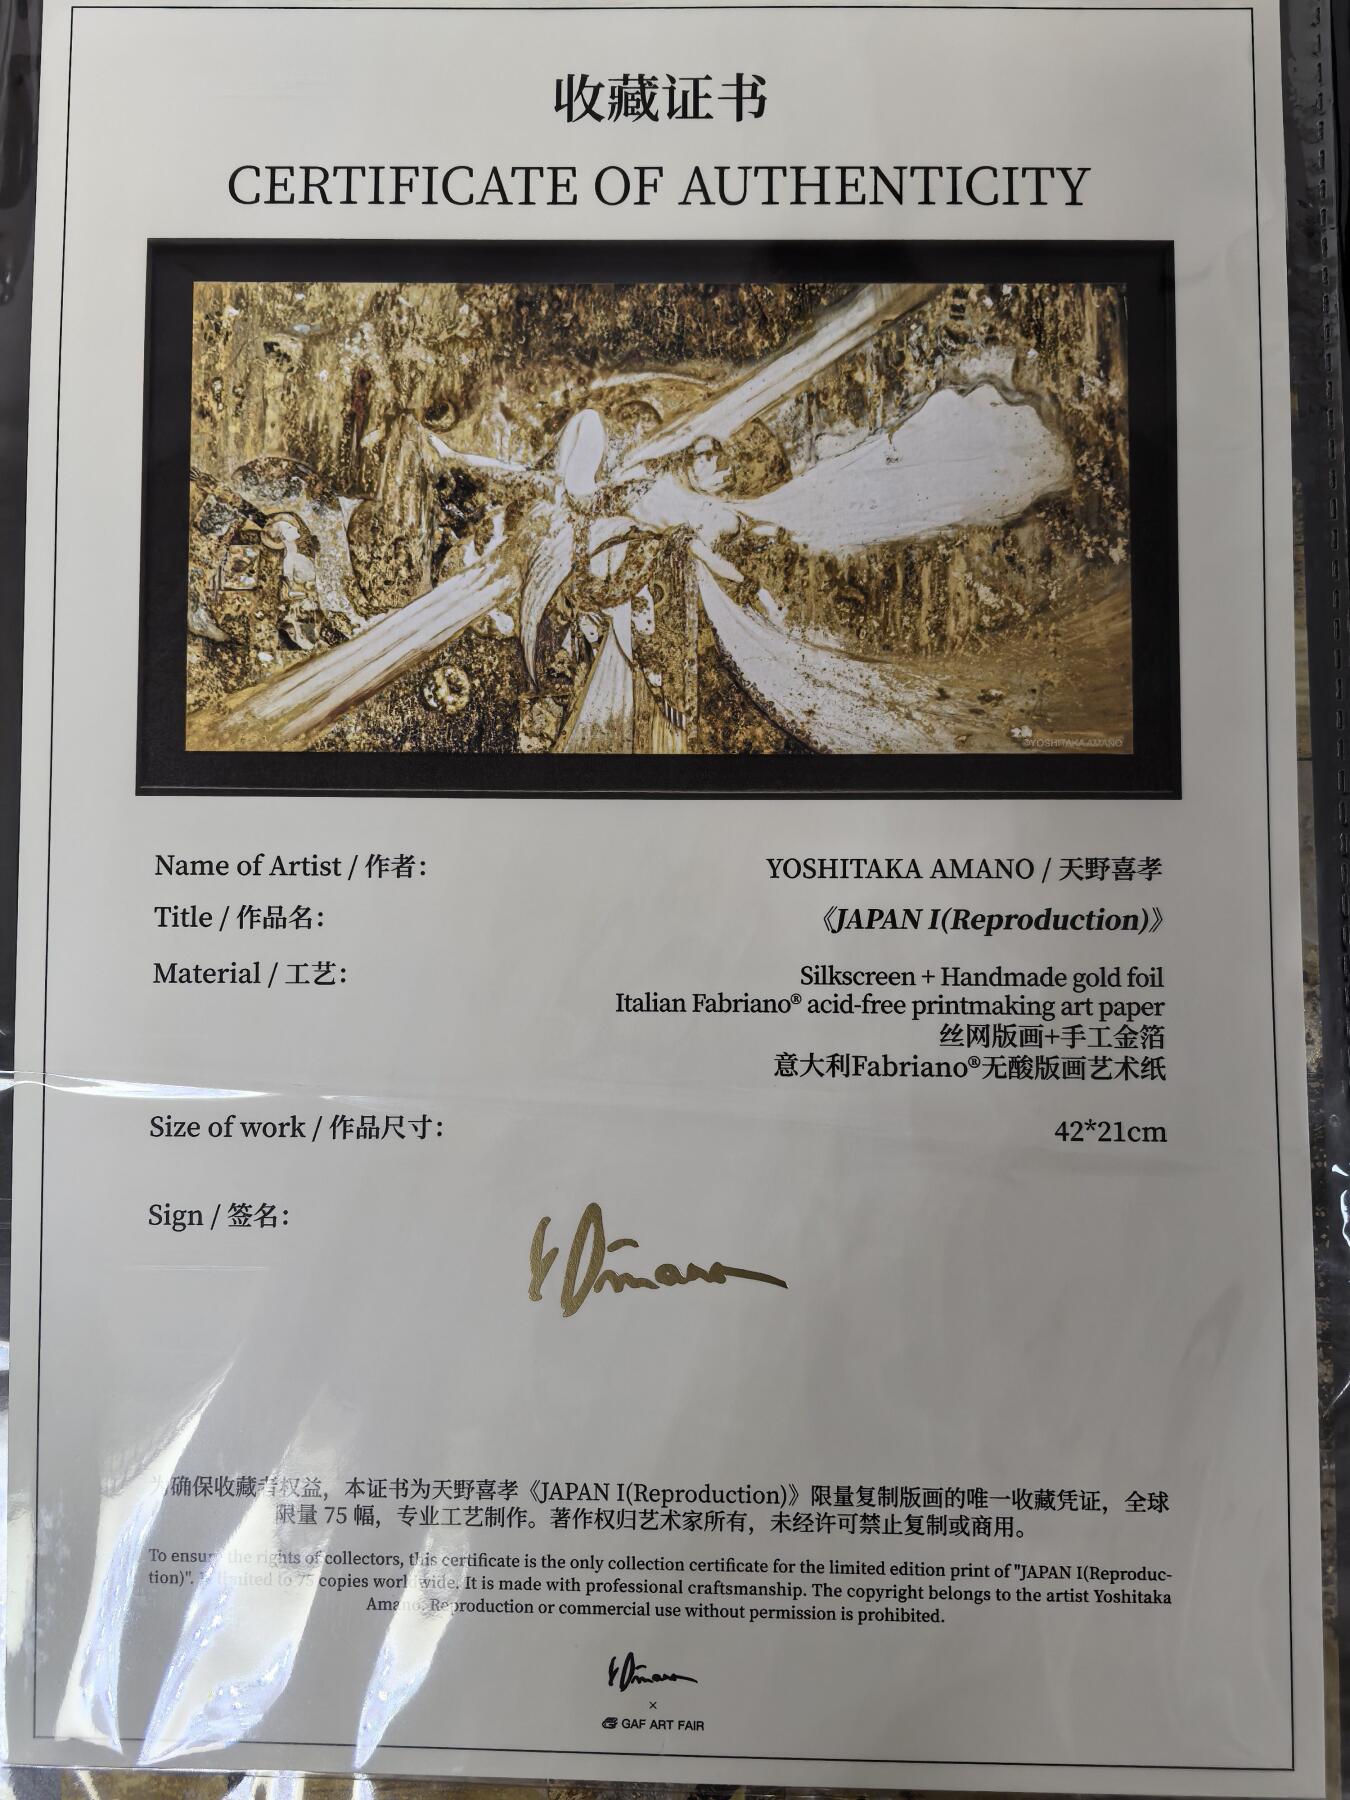 收藏证书
CERTIFICATE OF AUTHENTICITY
©YOSHITAKA AMANO
Name of Artist / 作者： YOSHITAKA AMANO / 天野喜孝
Title / 作品名： 《JAPAN I(Reproduction)》
Material / 工艺： Silkscreen + Handmade gold foil
Italian Fabriano® acid-free printmaking art paper
丝网版画+手工金箔
意大利Fabriano®无酸版画艺术纸
Size of work / 作品尺寸： 42*21cm
Sign / 签名： Y Amano
为确保收藏者权益，本证书为天野喜孝《JAPAN I(Reproduction)》限量复制版画的唯一收藏凭证，全球
限量 75 幅，专业工艺制作。著作权归艺术家所有，未经许可禁止复制或商用。
To ensure the rights of collectors, this certificate is the only collection certificate for the limited edition print of "JAPAN I(Reproduc-
tion)". It limited to 75 copies worldwide. It is made with professional craftsmanship. The copyright belongs to the artist Yoshitaka
Amano. Reproduction or commercial use without permission is prohibited.
Y Amano
×
GAF ART FAIR